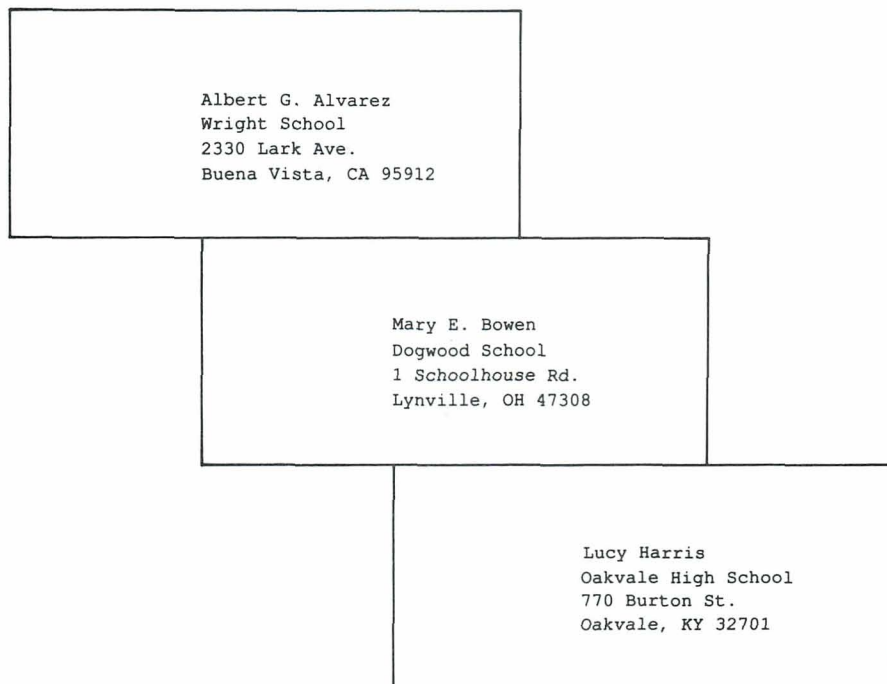 Albert G. Alvarez
Wright School
2330 Lark Ave.
Buena Vista, CA 95912
Mary E. Bowen
Dogwood School
1 Schoolhouse Rd.
Lynville, OH 47308
Lucy Harris
Oakvale High School
770 Burton St.
Oakvale, KY 32701